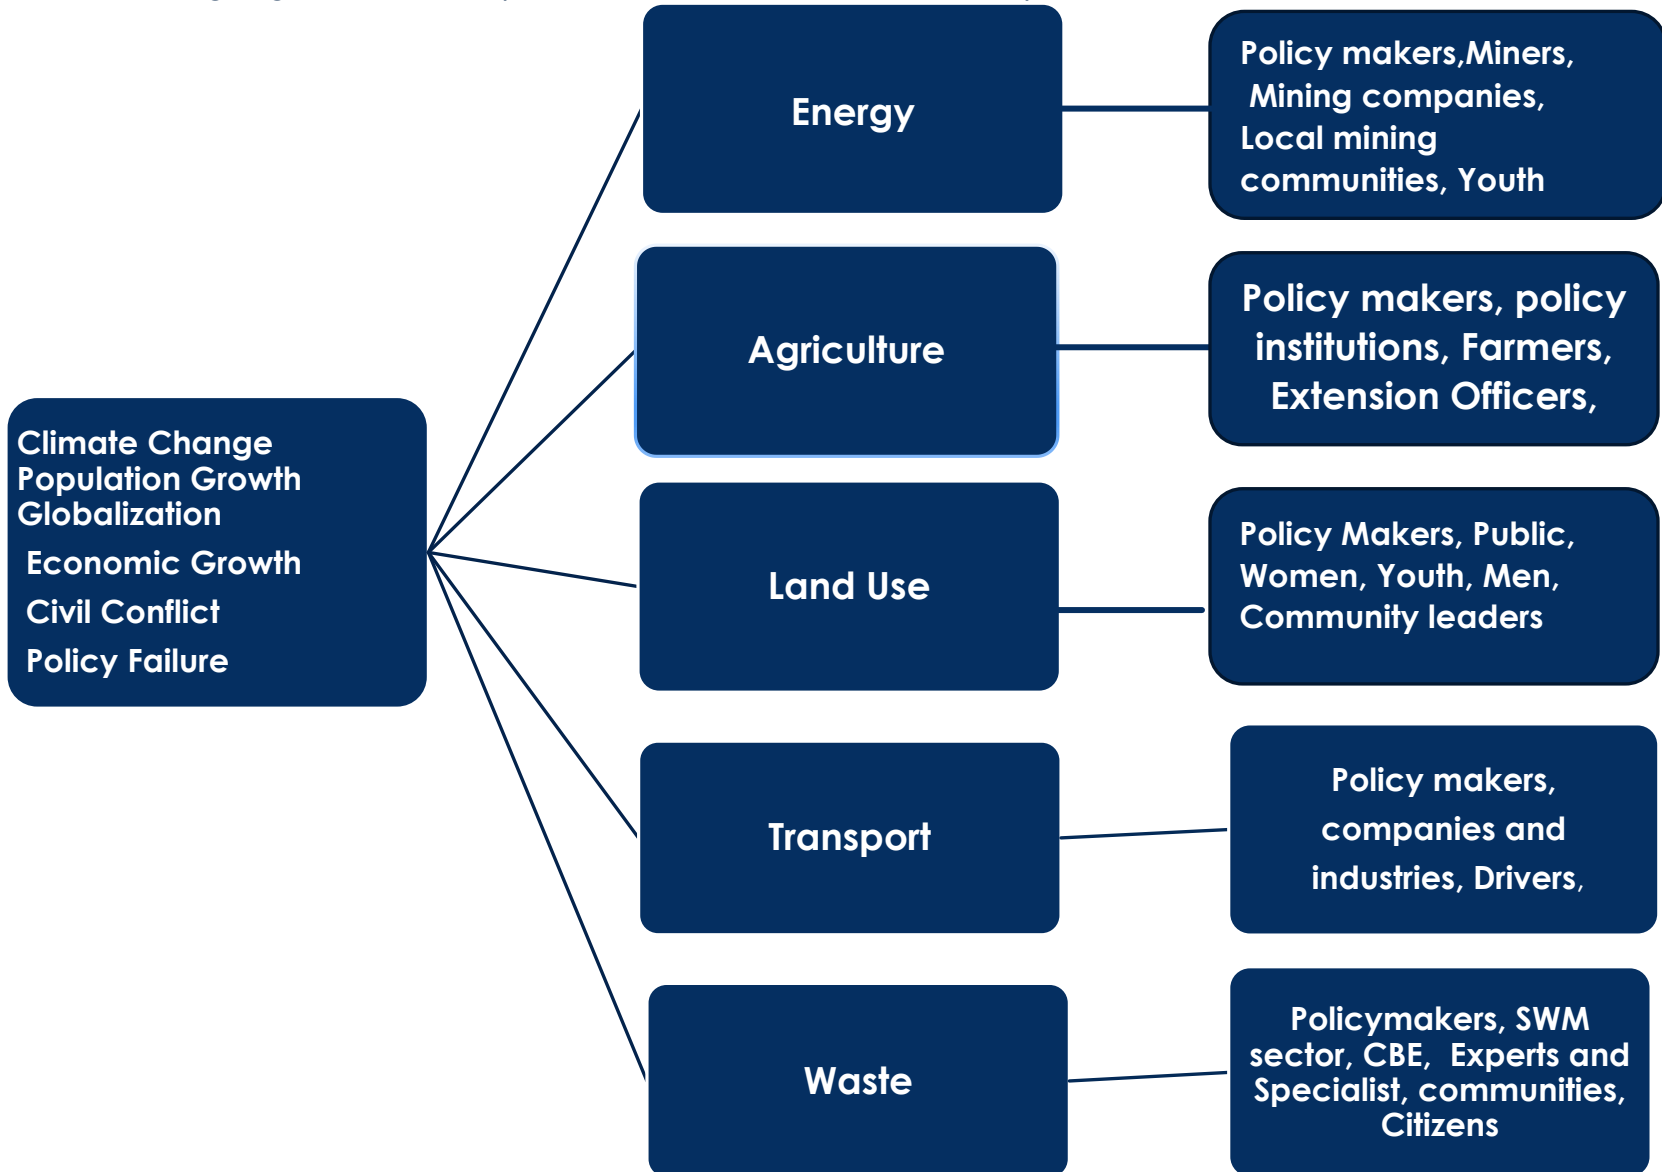 Climate Change
Population Growth
Globalization
Economic Growth
Civil Conflict
Policy Failure
Energy
Policy makers,Miners,
Mining companies,
Local mining
communities, Youth
Agriculture
Policy makers, policy
institutions, Farmers,
Extension Officers,
Land Use
Policy Makers, Public,
Women, Youth, Men,
Community leaders
Transport
Policy makers,
companies and
industries, Drivers,
Waste
Policymakers, SWM
sector, CBE, Experts and
Specialist, communities,
Citizens